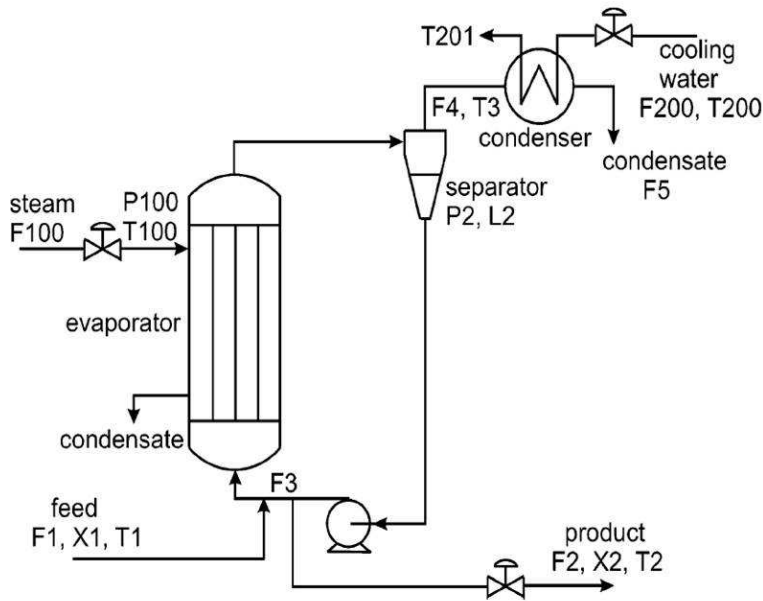 T201
cooling
water
F200, T200
F4, T3
condenser
condensate
F5
separator
P2, L2
steam
F100
P100
T100
evaporator
condensate
F3
feed
F1, X1, T1
product
F2, X2, T2